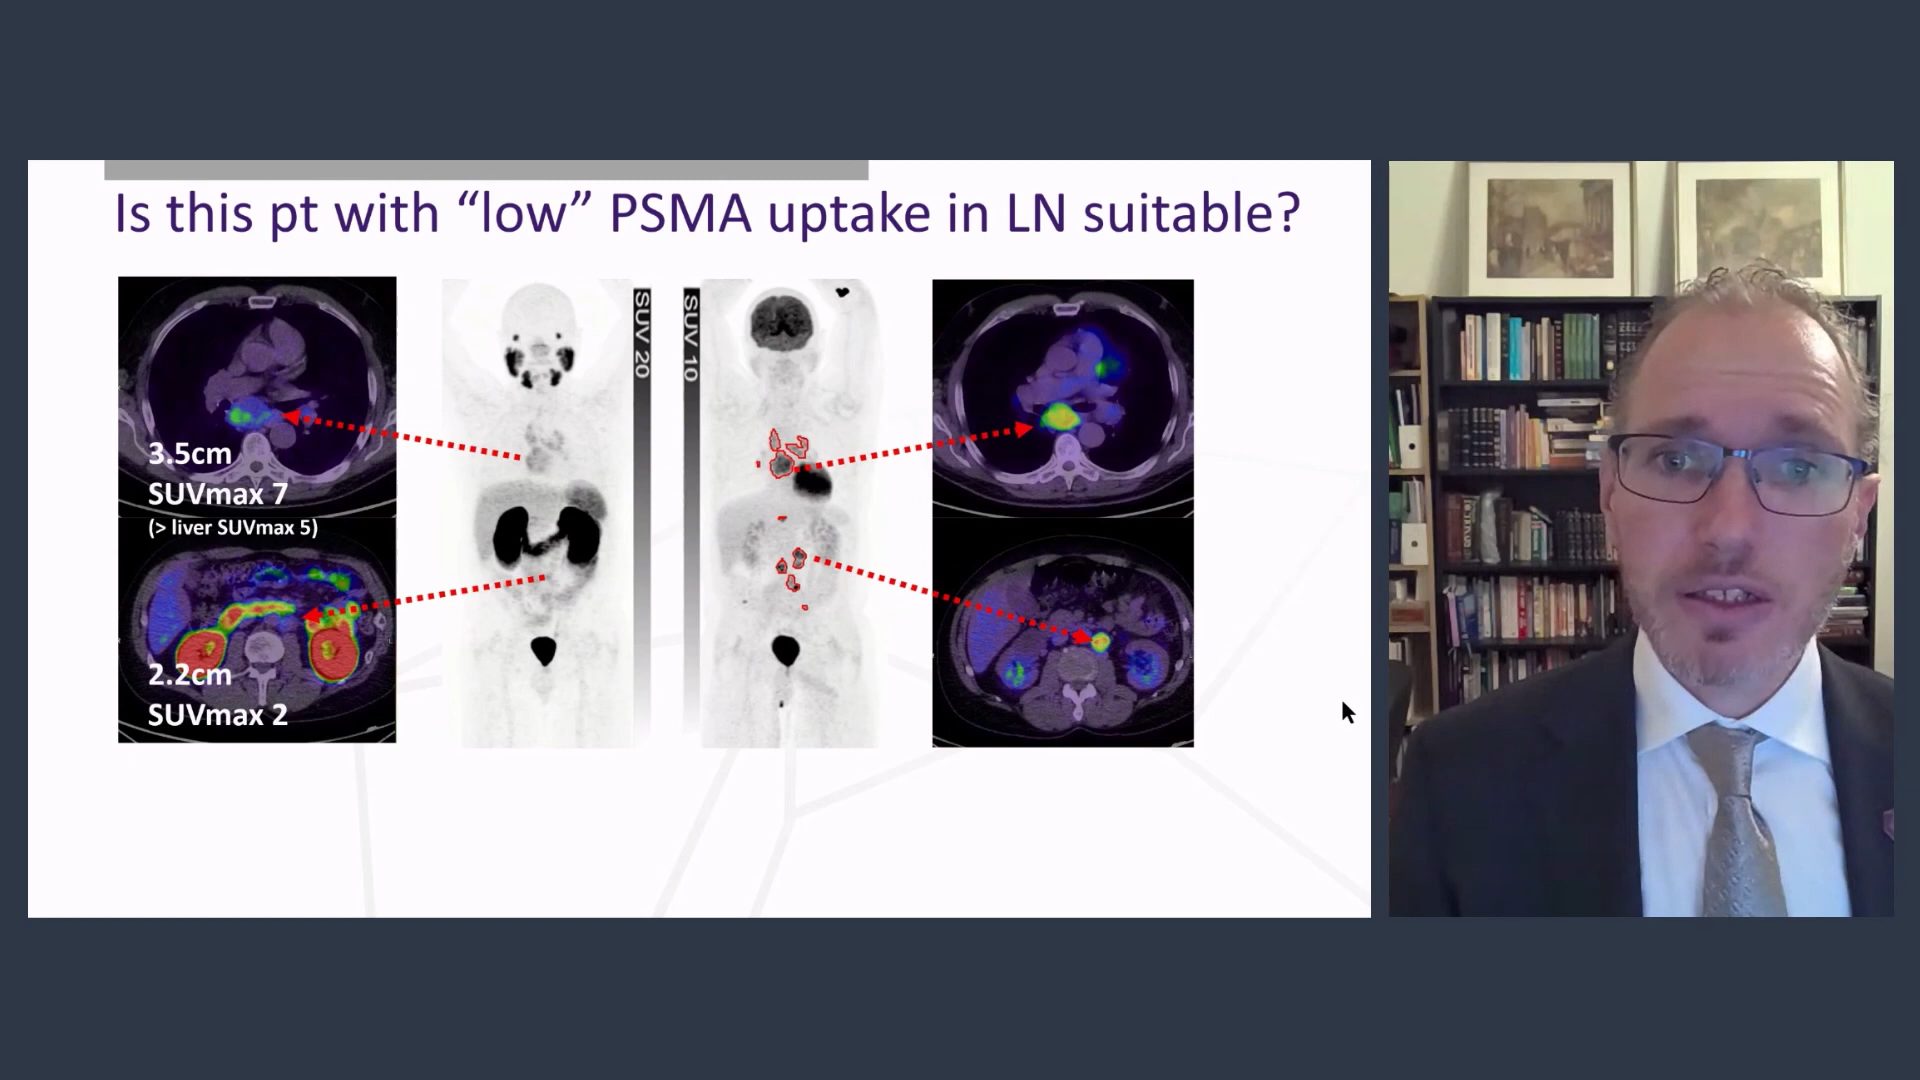 Is this pt with “low” PSMA uptake in LN suitable?
3.5cm
SUVmax 7
(> liver SUVmax 5)
2.2cm
SUVmax 2
SUV 20
SUV 10